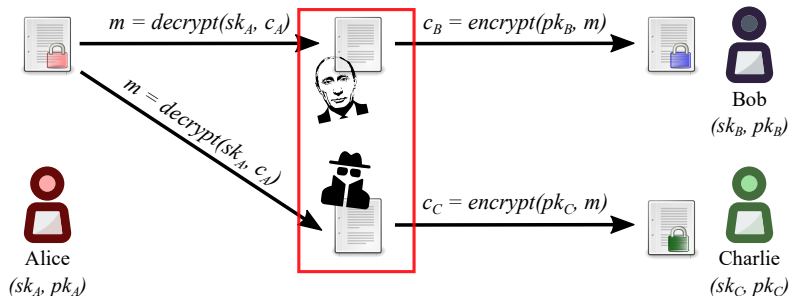 m = decrypt(sk_A, c_A)
c_B = encrypt(pk_B, m)
m = decrypt(sk_A, c_A)
Bob
(sk_B, pk_B)
c_C = encrypt(pk_C, m)
Alice
(sk_A, pk_A)
Charlie
(sk_C, pk_C)